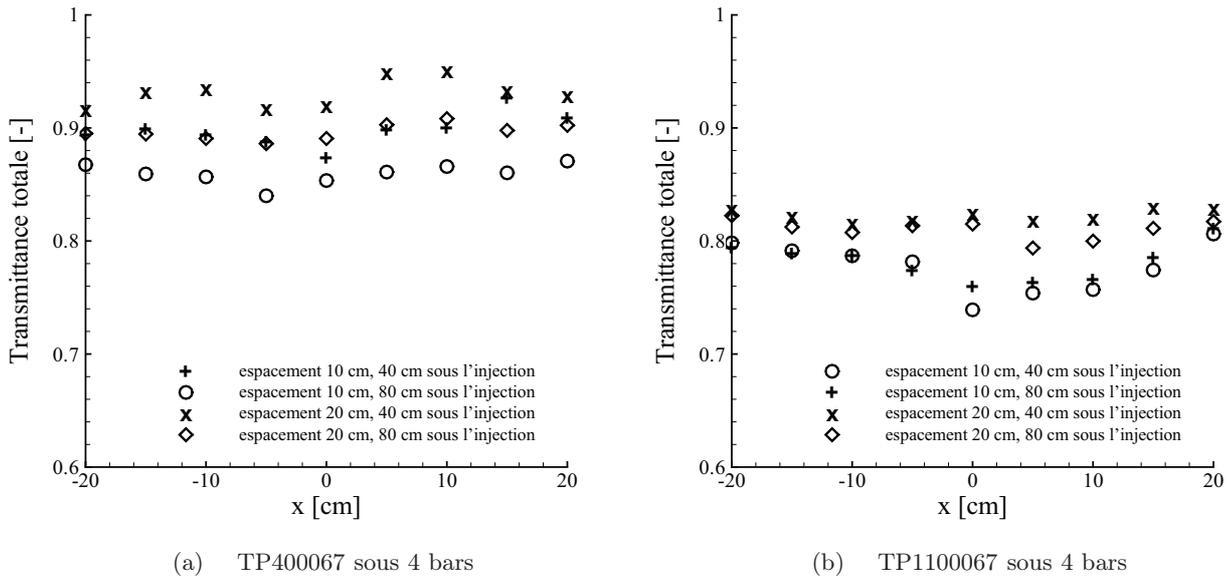 1
0.9
0.8
0.7
0.6
Transmittance totale [-]
-20
-10
0
10
20
x [cm]
espacement 10 cm, 40 cm sous l'injection
espacement 10 cm, 80 cm sous l'injection
espacement 20 cm, 40 cm sous l'injection
espacement 20 cm, 80 cm sous l'injection
(a) TP400067 sous 4 bars
1
0.9
0.8
0.7
0.6
Transmittance totale [-]
-20
-10
0
10
20
x [cm]
espacement 10 cm, 40 cm sous l'injection
espacement 10 cm, 80 cm sous l'injection
espacement 20 cm, 40 cm sous l'injection
espacement 20 cm, 80 cm sous l'injection
(b) TP1100067 sous 4 bars